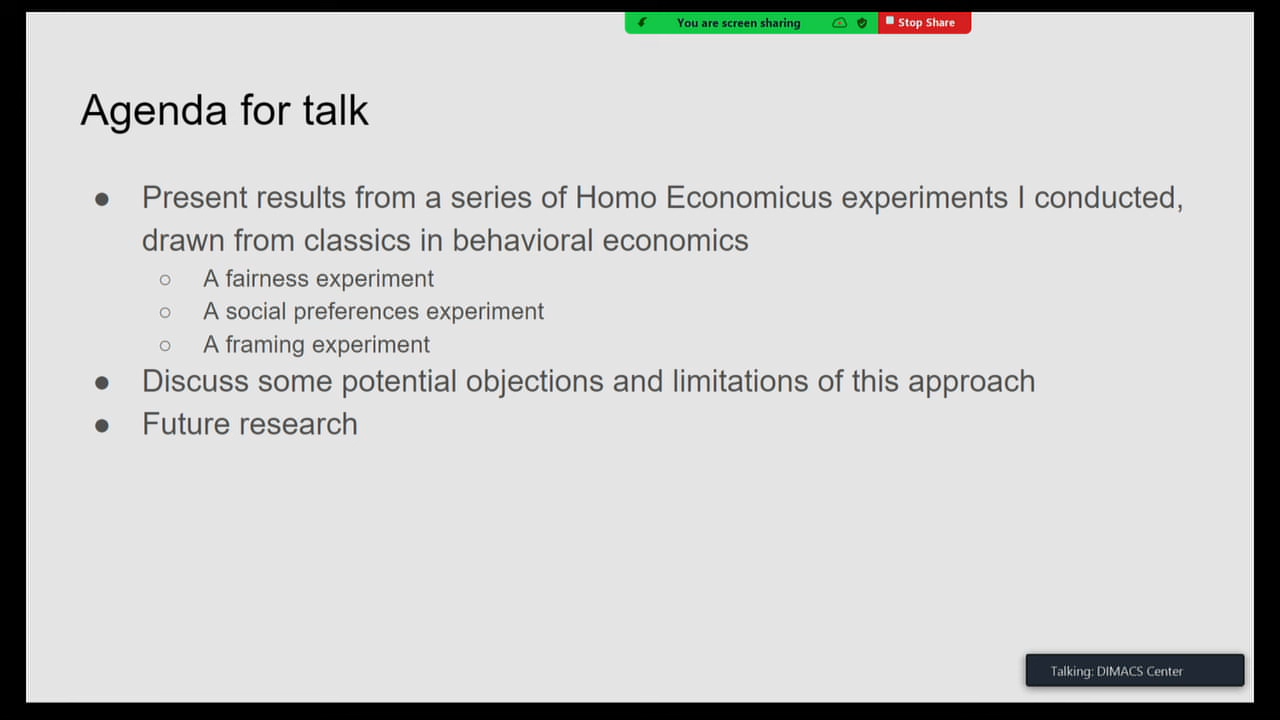 You are screen sharing
Stop Share
Agenda for talk
● Present results from a series of Homo Economicus experiments I conducted,
drawn from classics in behavioral economics
○ A fairness experiment
○ A social preferences experiment
○ A framing experiment
● Discuss some potential objections and limitations of this approach
● Future research
Talking: DIMACS Center